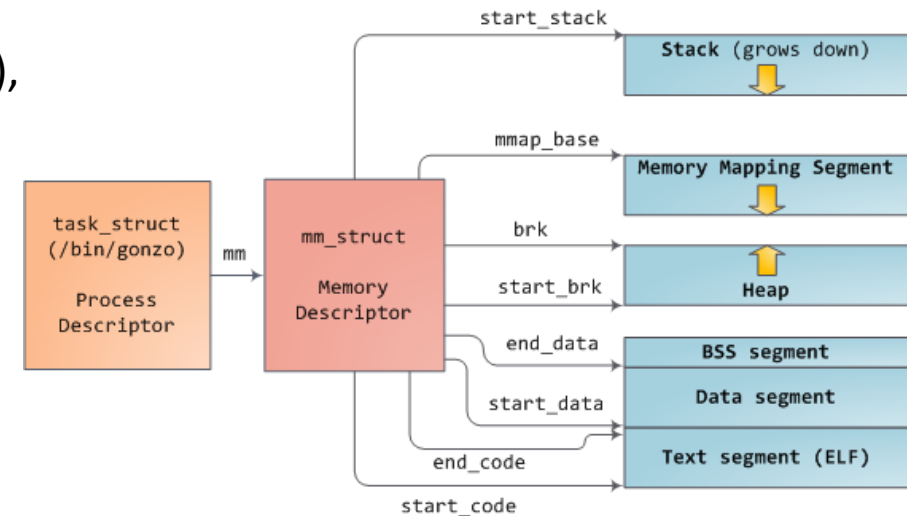 ),
start_stack
Stack (grows down)
mmap_base
Memory Mapping Segment
task_struct
(/bin/gonzo)
Process
Descriptor
mm
mm_struct
Memory
Descriptor
brk
start_brk
Heap
end_data
BSS segment
start_data
Data segment
end_code
Text segment (ELF)
start_code